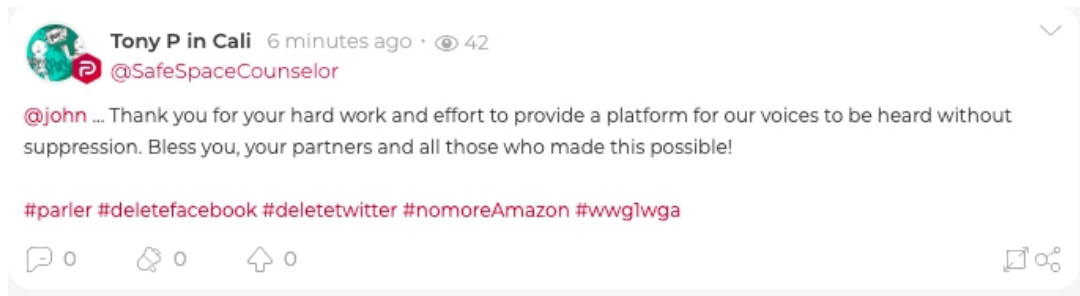 Tony P in Cali 6 minutes ago · 42
@SafeSpaceCounselor
@john ... Thank you for your hard work and effort to provide a platform for our voices to be heard without
suppression. Bless you, your partners and all those who made this possible!
#parler #deletefacebook #deletetwitter #nomoreAmazon #wwg1wga
0 0 0